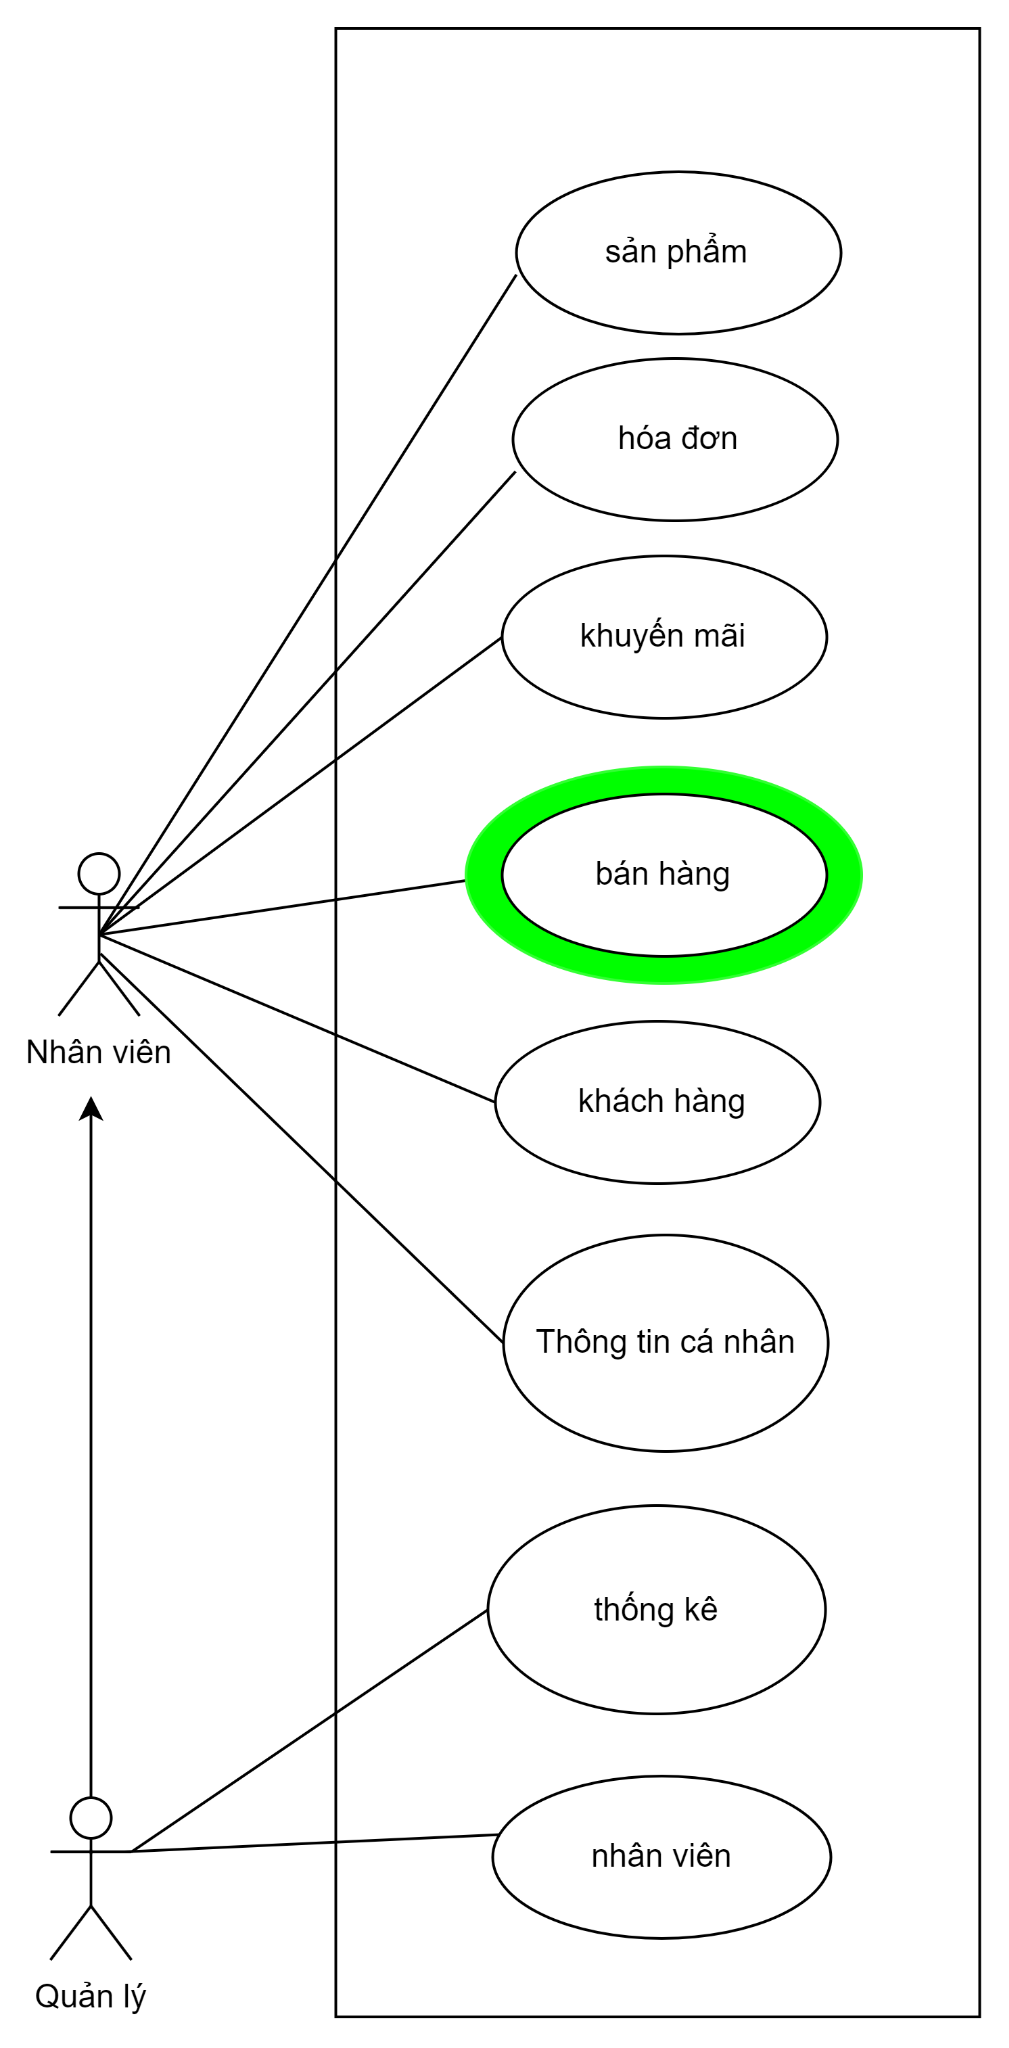 sản phẩm
hóa đơn
khuyến mãi
bán hàng
Nhân viên
khách hàng
Thông tin cá nhân
thống kê
nhân viên
Quản lý